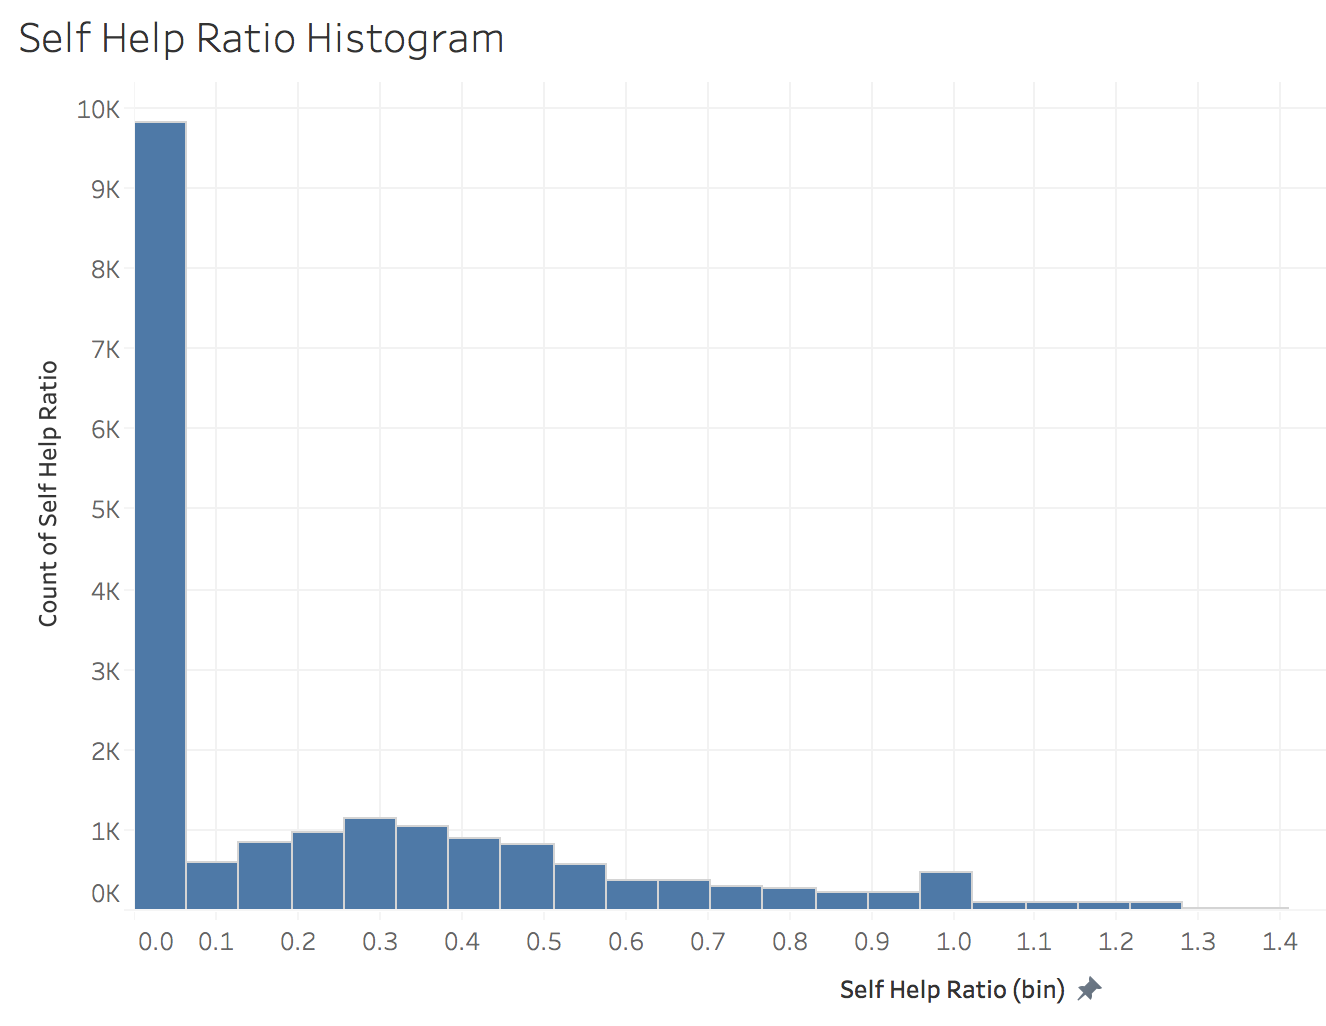 Self Help Ratio Histogram
10K
9K
8K
7K
6K
5K
4K
3K
2K
1K
0K
Count of Self Help Ratio
0.0 0.1 0.2 0.3 0.4 0.5 0.6 0.7 0.8 0.9 1.0 1.1 1.2 1.3 1.4
Self Help Ratio (bin)